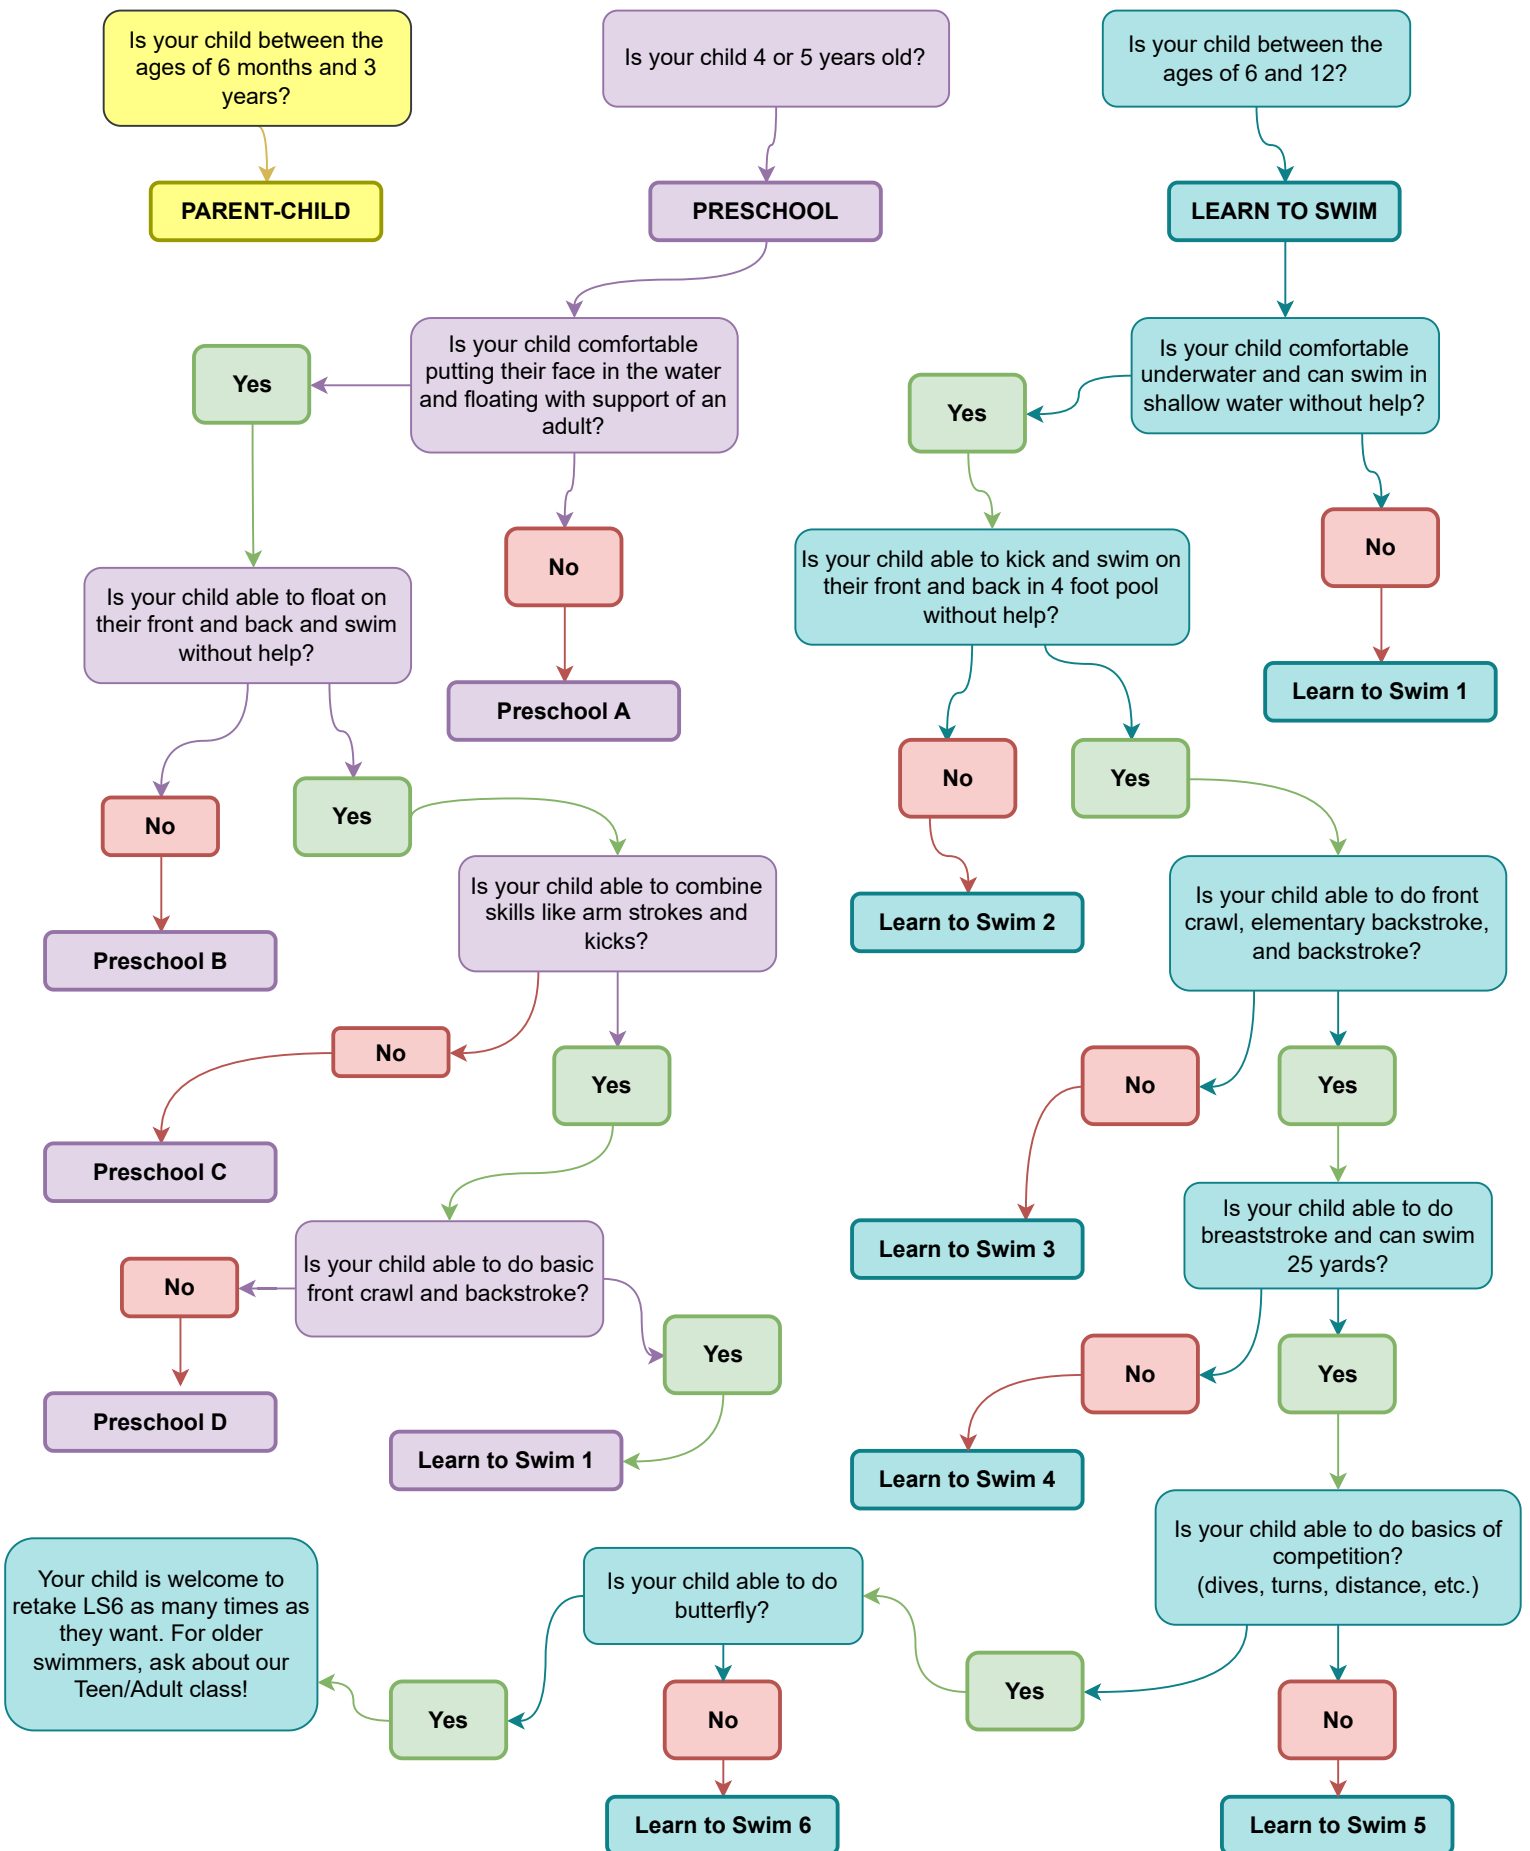 Is your child between the
ages of 6 months and 3
years?
PARENT-CHILD
Is your child 4 or 5 years old?
PRESCHOOL
Is your child comfortable
putting their face in the water
and floating with support of an
adult?
Yes
No
Preschool A
Is your child able to float on
their front and back and swim
without help?
No
Preschool B
Yes
Is your child able to combine
skills like arm strokes and
kicks?
No
Preschool C
Yes
Is your child able to do basic
front crawl and backstroke?
No
Preschool D
Yes
Learn to Swim 1
Is your child between the
ages of 6 and 12?
LEARN TO SWIM
Is your child comfortable
underwater and can swim in
shallow water without help?
Yes
No
Learn to Swim 1
Is your child able to kick and swim on
their front and back in 4 foot pool
without help?
No
Learn to Swim 2
Yes
Is your child able to do front
crawl, elementary backstroke,
and backstroke?
No
Learn to Swim 3
Yes
Is your child able to do
breaststroke and can swim
25 yards?
No
Learn to Swim 4
Yes
Is your child able to do basics of
competition?
(dives, turns, distance, etc.)
No
Learn to Swim 5
Yes
Is your child able to do
butterfly?
No
Learn to Swim 6
Yes
Your child is welcome to
retake LS6 as many times as
they want. For older
swimmers, ask about our
Teen/Adult class!